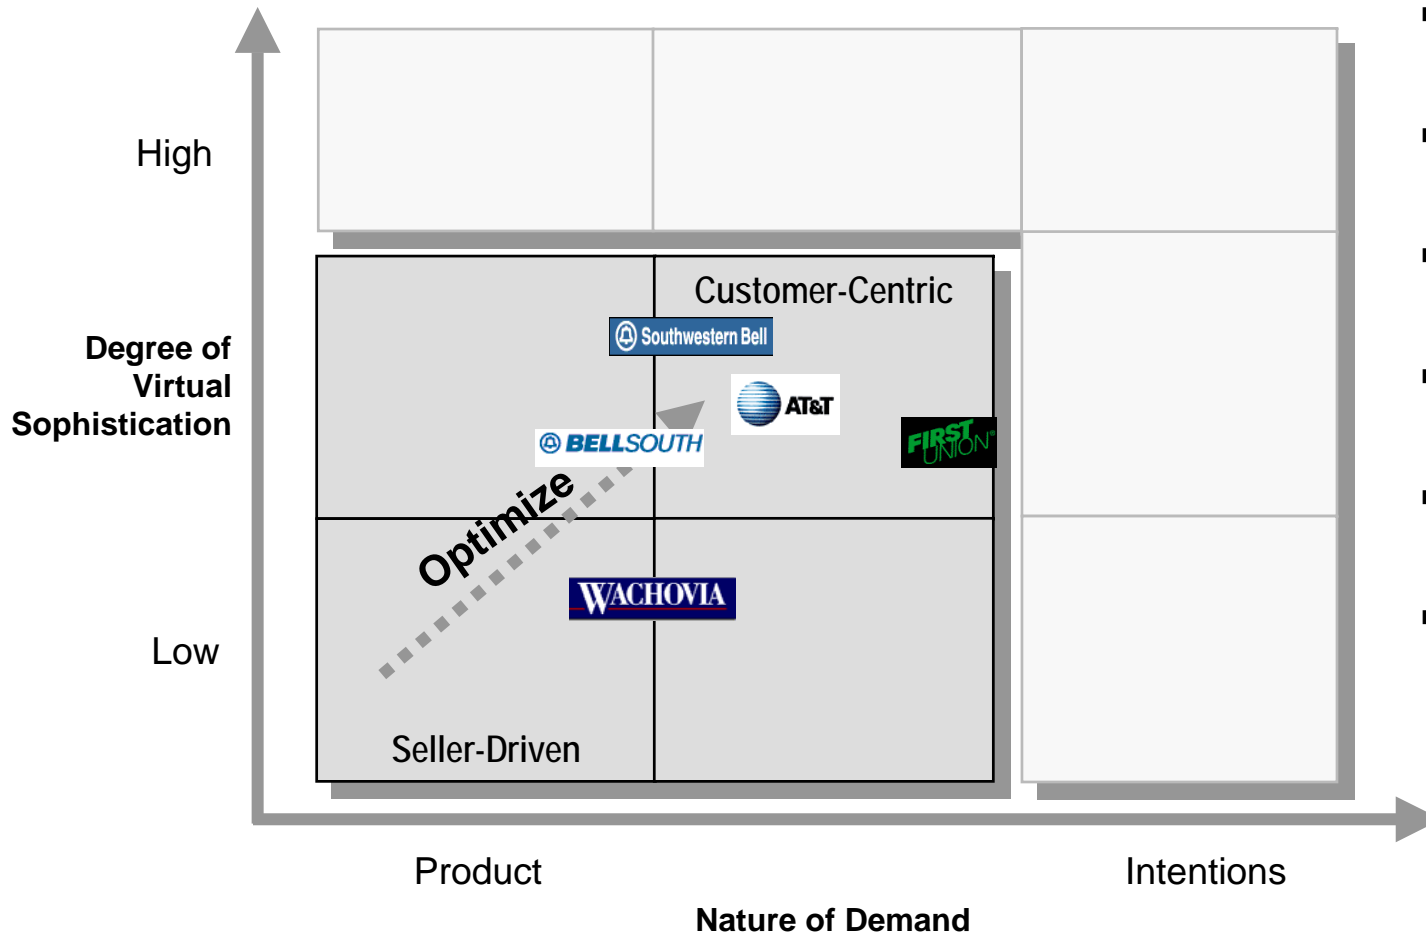 High
Customer-Centric
Southwestern Bell
Degree of
Virtual
Sophistication
AT&T
BELLSOUTH
FIRST
UNION®
Optimize
WACHOVIA
Low
Seller-Driven
Product
Intentions
Nature of Demand